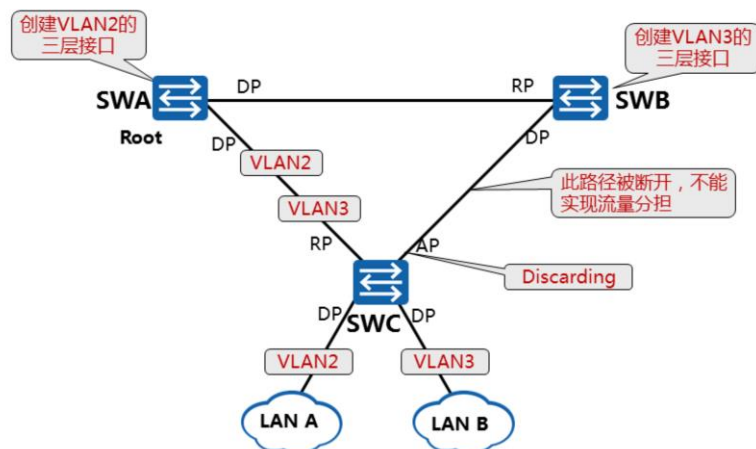 创建VLAN2的
三层接口
创建VLAN3的
三层接口
SWA
DP
RP
SWB
Root
DP
DP
VLAN2
此路径被断开，不能
实现流量分担
VLAN3
RP
AP
Discarding
DP
SWC
DP
VLAN2
VLAN3
LAN A
LAN B